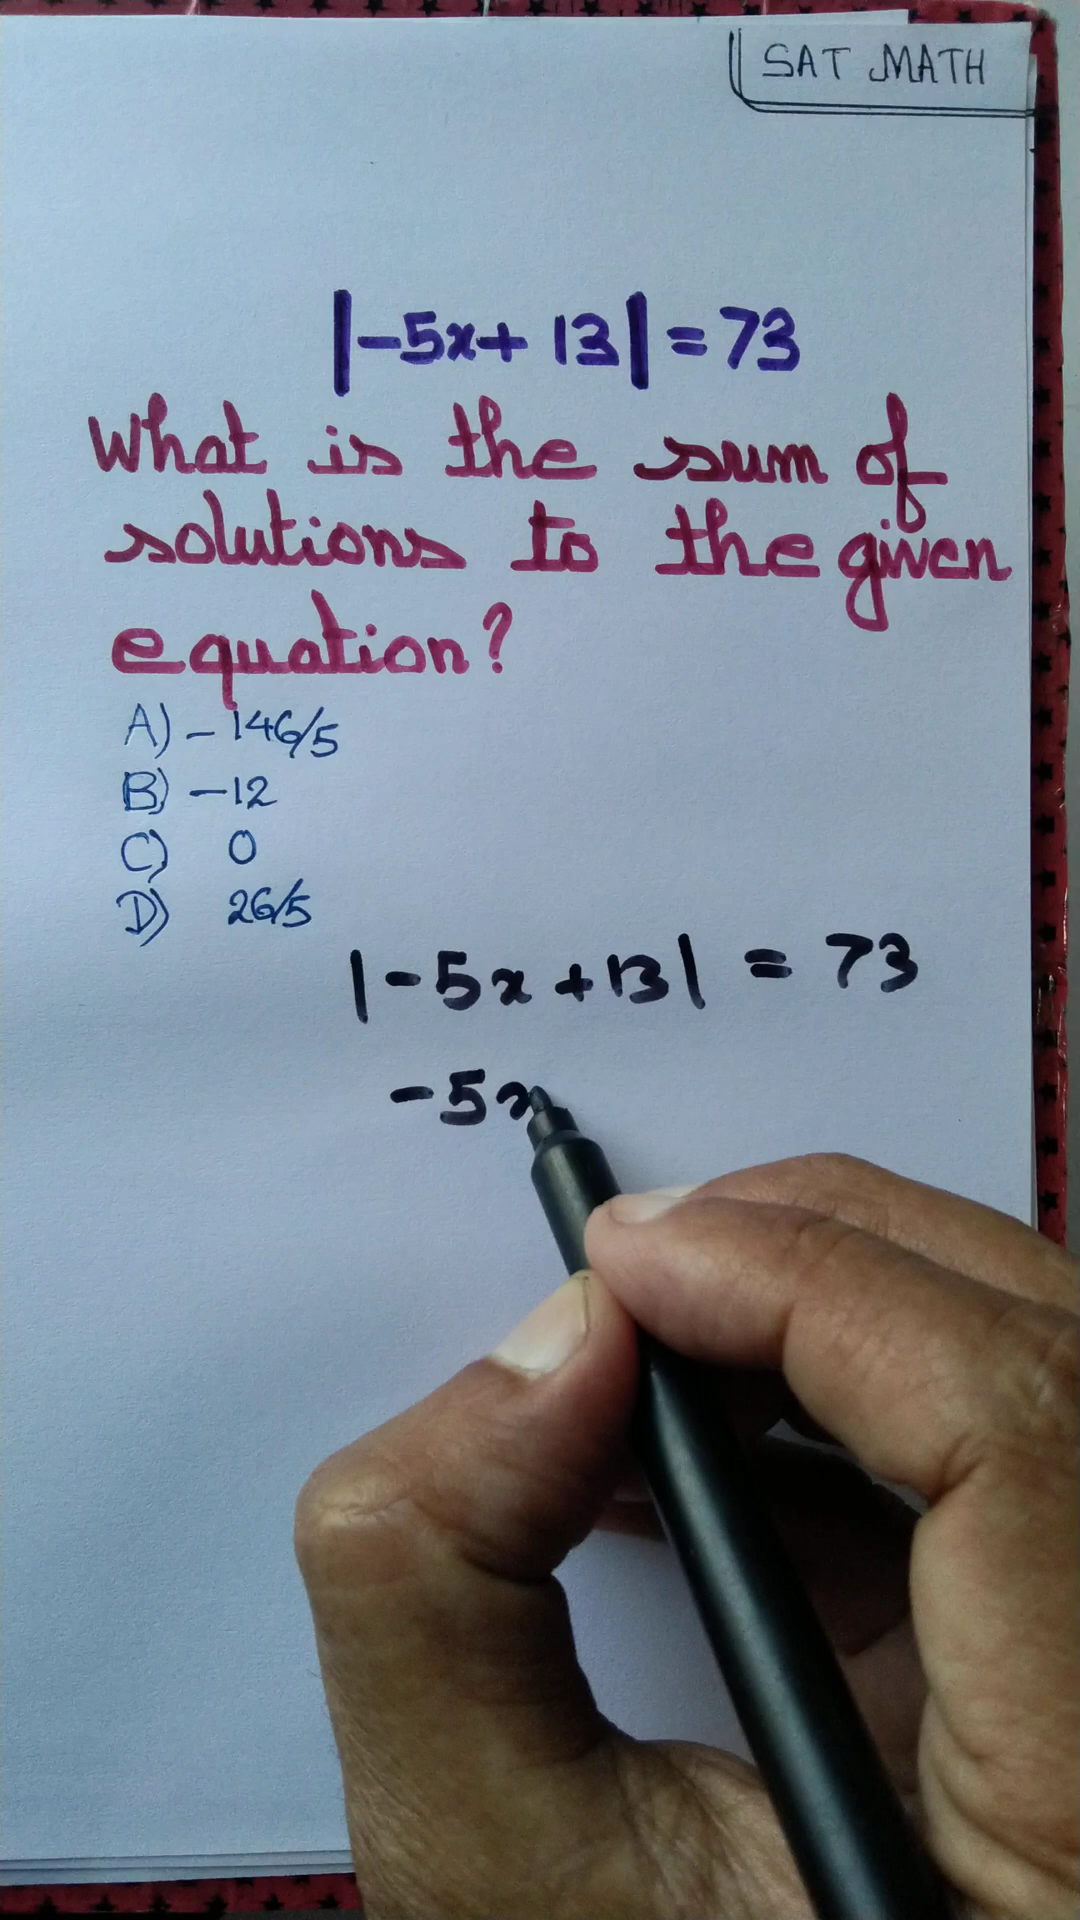 SAT MATH
|-5x+ 13| = 73
What is the sum of
solutions to the given
equation?
A) - 146/5
B) -12
C) 0
D) 26/5
|-5x +13| = 73
-5x